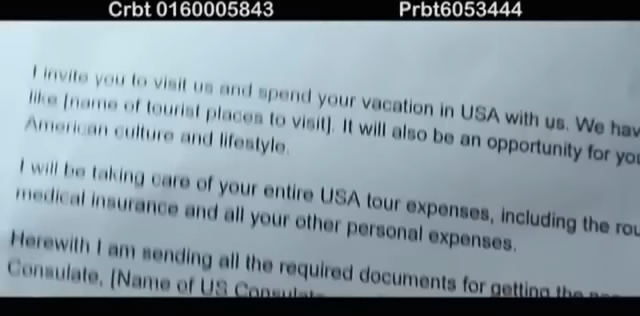 Crbt 0160005843 Prbt6053444
I invite you to visit us and spend your vacation in USA with us. We hav
like [name of tourist places to visit]. It will also be an opportunity for you
American culture and lifestyle.
I will be taking care of your entire USA tour expenses, including the rou
medical insurance and all your other personal expenses.
Herewith I am sending all the required documents for getting the
Consulate, [Name of US Consulate